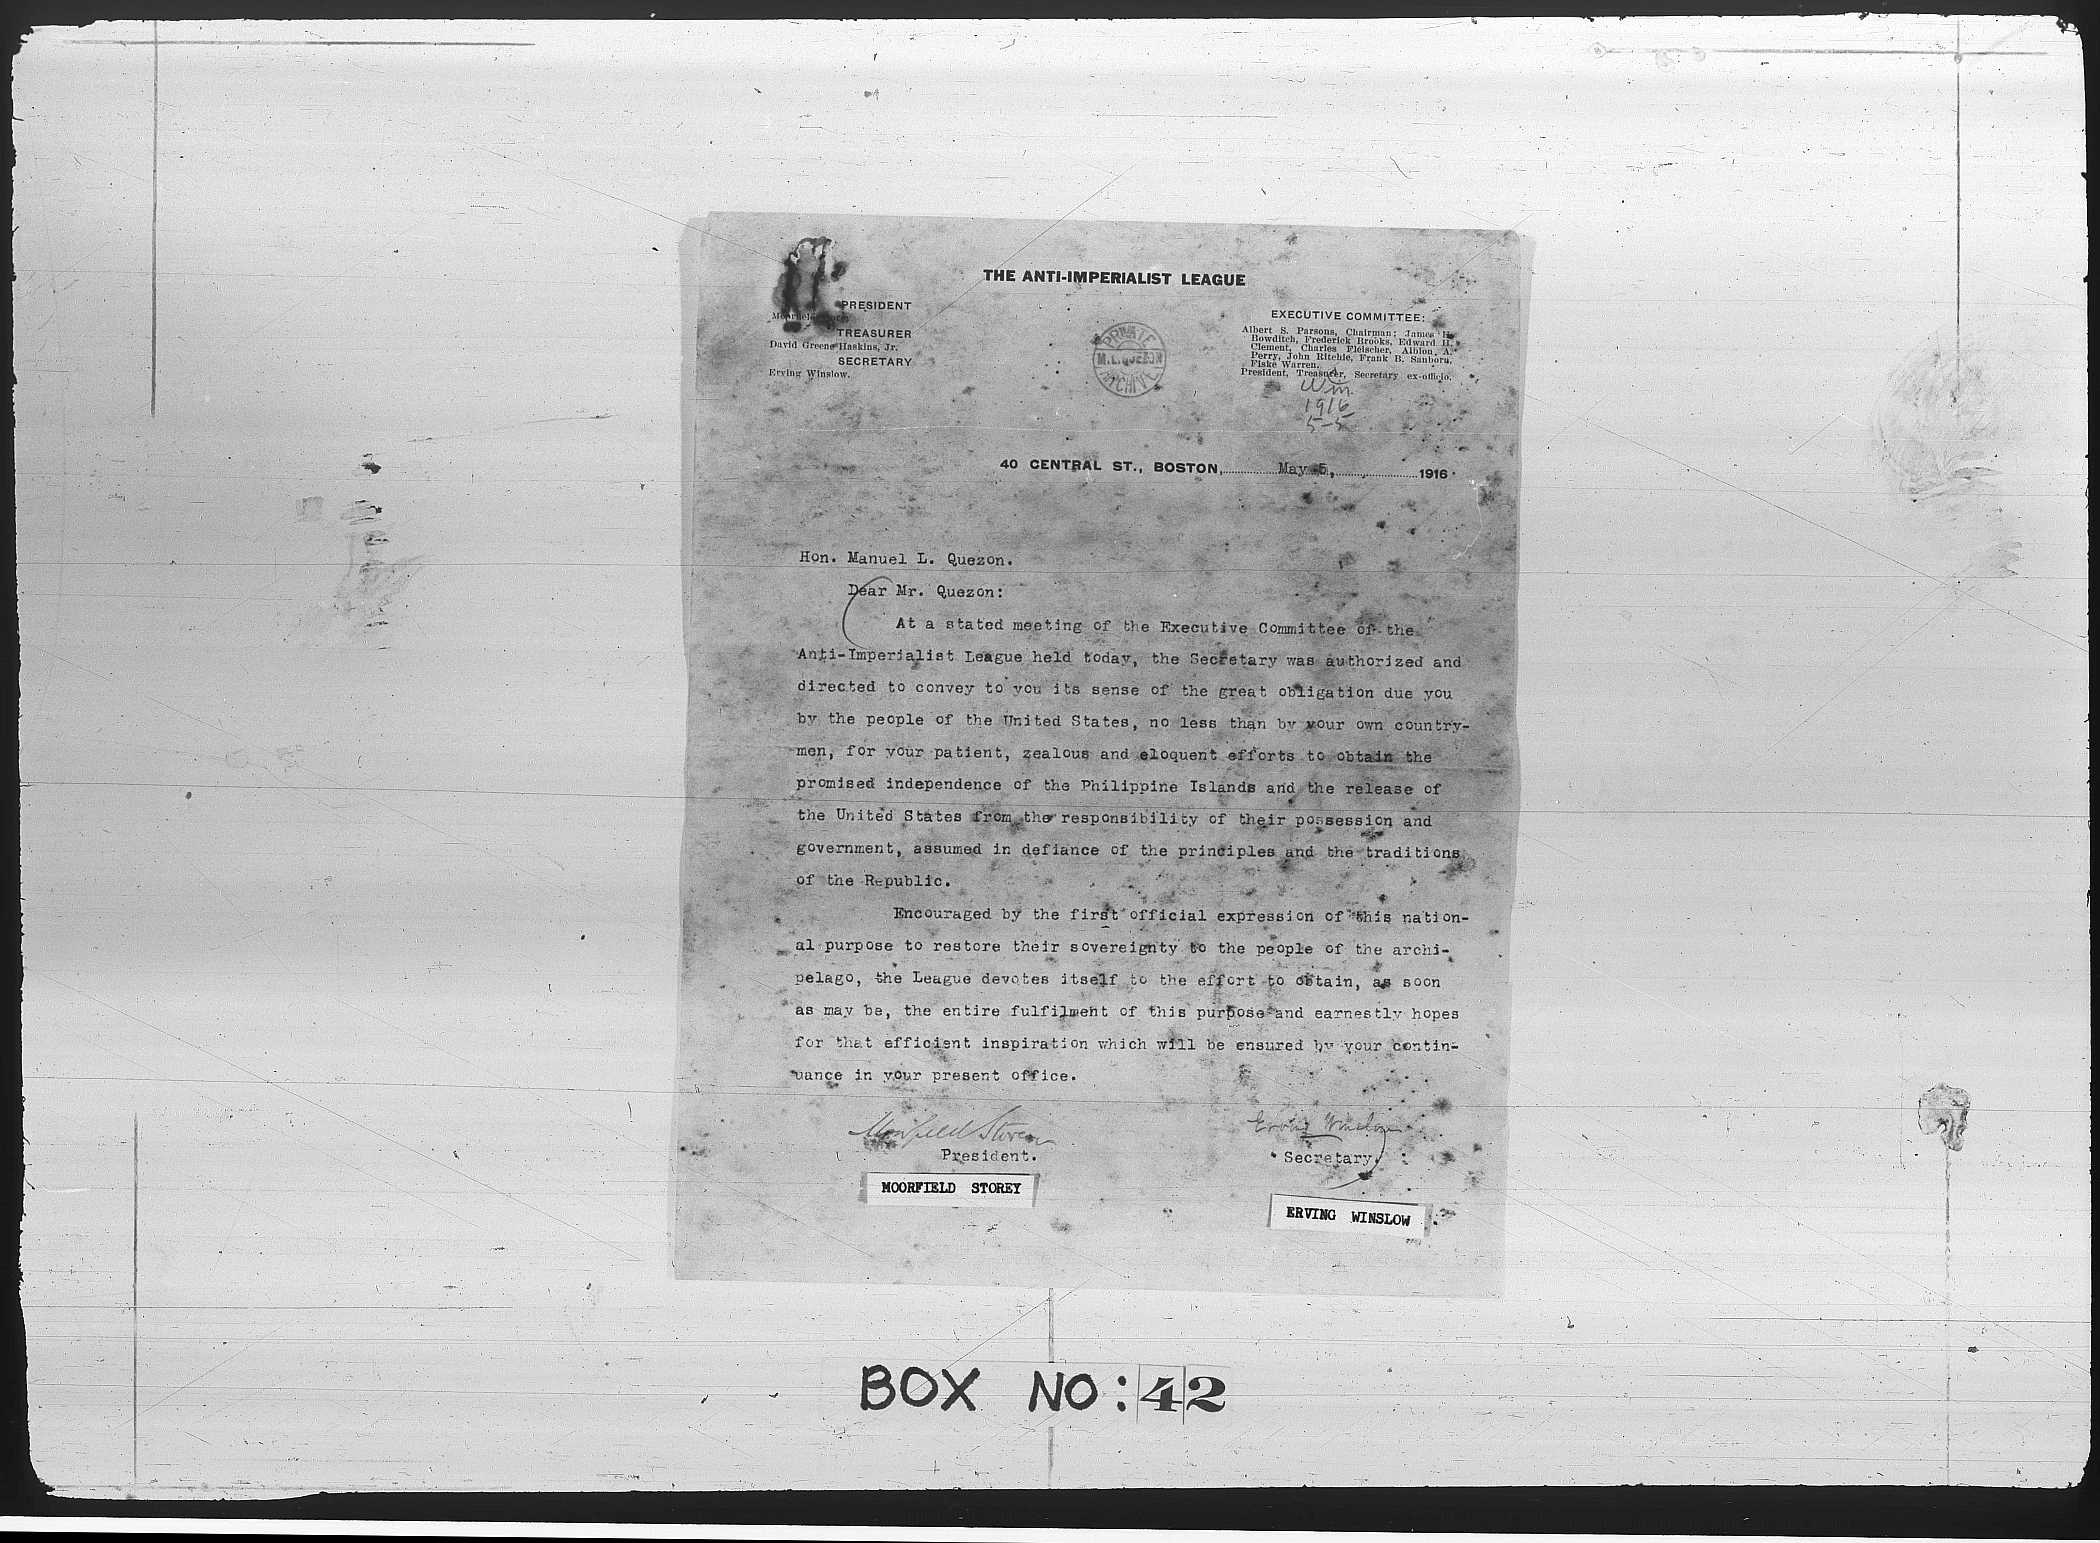 THE ANTI-IMPERIALIST LEAGUE
PRESIDENT
TREASURER
David Greene Haskins, Jr.
SECRETARY
Erving Winslow.
PRIVATE
M. L. QUEZON
ARCHIVE
EXECUTIVE COMMITTEE:
Albert S. Parsons, Chairman; James H.
Bowditch, Frederick Brooks, Edward H.
Clement, Charles Fleischer, Albion A.
Perry, John Ritchie, Frank B. Sanborn,
Fiske Warren.
President, Treasurer, Secretary ex-officio.
1916
5-5
40 CENTRAL ST., BOSTON, May 5, 1916
Hon. Manuel L. Quezon.
Dear Mr. Quezon:
At a stated meeting of the Executive Committee of the
Anti-Imperialist League held today, the Secretary was authorized and
directed to convey to you its sense of the great obligation due you
by the people of the United States, no less than by your own country-
men, for your patient, zealous and eloquent efforts to obtain the
promised independence of the Philippine Islands and the release of
the United States from the responsibility of their possession and
government, assumed in defiance of the principles and the traditions
of the Republic.
Encouraged by the first official expression of this nation-
al purpose to restore their sovereignty to the people of the archi-
pelago, the League devotes itself to the effort to obtain, as soon
as may be, the entire fulfilment of this purpose and earnestly hopes
for that efficient inspiration which will be ensured by your contin-
uance in your present office.
Moorfield Storey Erving Winslow
President. Secretary.
MOORFIELD STOREY
ERVING WINSLOW
BOX NO: 42